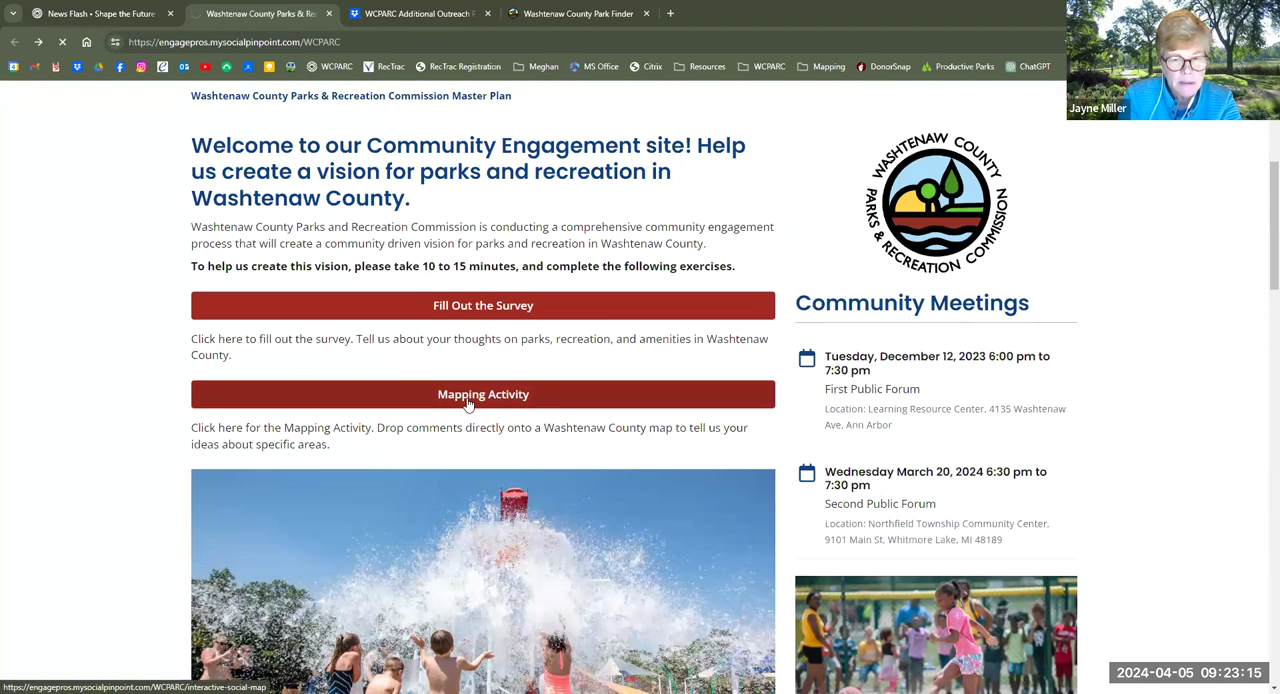 News Flash • Shape the Future
Washtenaw County Parks & Re
WCPARC Additional Outreach
Washtenaw County Park Finder
https://engagepros.mysocialpinpoint.com/WCPARC
WCPARC
RecTrac
RecTrac Registration
Meghan
MS Office
Citrix
Resources
WCPARC
Mapping
DonorSnap
Productive Parks
ChatGPT
Jayne Miller
Washtenaw County Parks & Recreation Commission Master Plan
Welcome to our Community Engagement site! Help
us create a vision for parks and recreation in
Washtenaw County.
Washtenaw County Parks and Recreation Commission is conducting a comprehensive community engagement
process that will create a community driven vision for parks and recreation in Washtenaw County.
To help us create this vision, please take 10 to 15 minutes, and complete the following exercises.
Fill Out the Survey
Click here to fill out the survey. Tell us about your thoughts on parks, recreation, and amenities in Washtenaw
County.
Mapping Activity
Click here for the Mapping Activity. Drop comments directly onto a Washtenaw County map to tell us your
ideas about specific areas.
WASHTENAW COUNTY
PARKS & RECREATION COMMISSION
Community Meetings
Tuesday, December 12, 2023 6:00 pm to
7:30 pm
First Public Forum
Location: Learning Resource Center, 4135 Washtenaw
Ave, Ann Arbor
Wednesday March 20, 2024 6:30 pm to
7:30 pm
Second Public Forum
Location: Northfield Township Community Center,
9101 Main St, Whitmore Lake, MI 48189
https://engagepros.mysocialpinpoint.com/WCPARC/interactive-social-map
2024-04-05 09:23:15